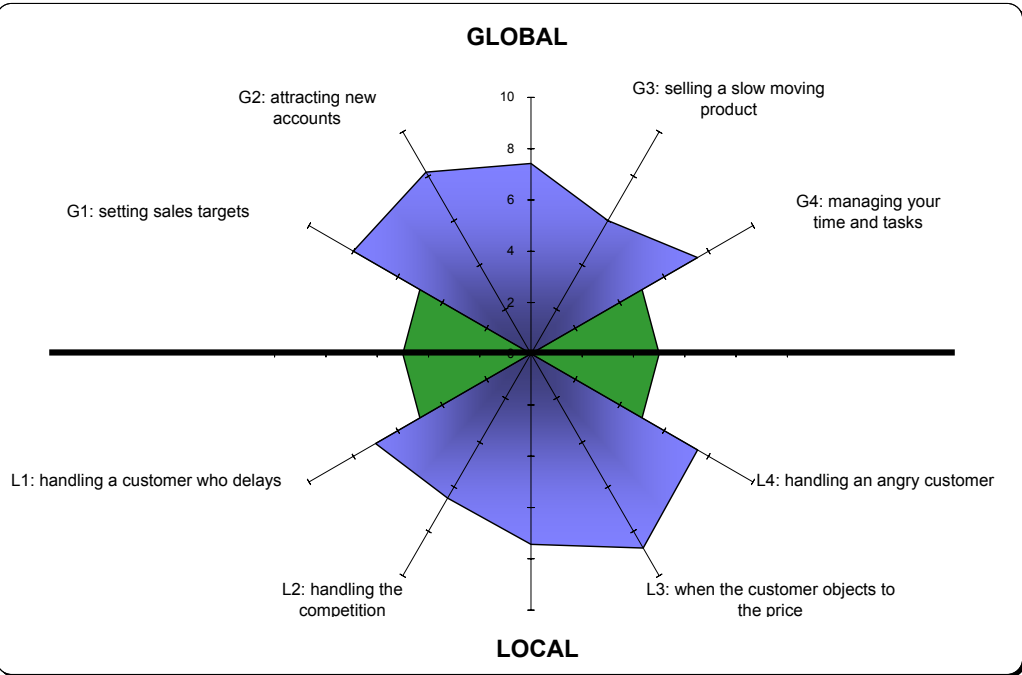 GLOBAL
G2: attracting new
accounts
G3: selling a slow moving
product
10
8
G1: setting sales targets
G4: managing your
time and tasks
6
4
2
0
L1: handling a customer who delays
L4: handling an angry customer
L2: handling the
competition
L3: when the customer objects to
the price
LOCAL